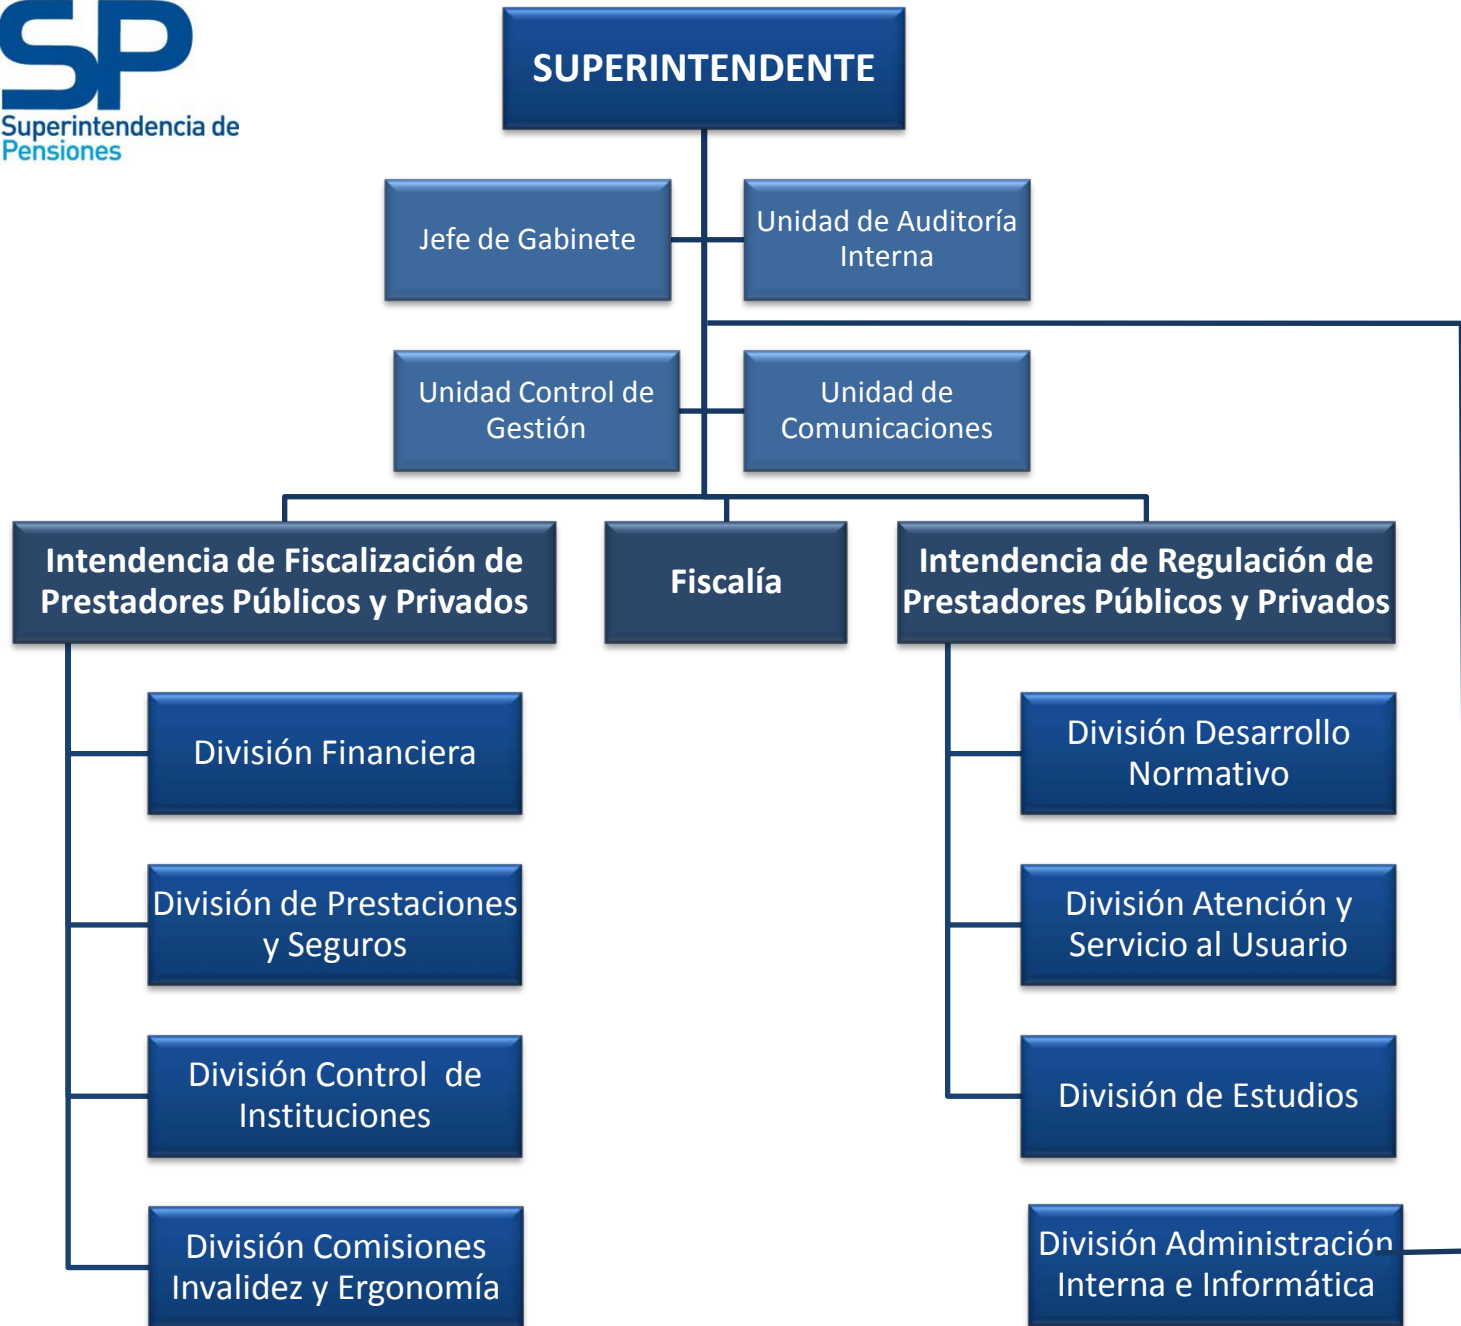 SP
Superintendencia de
Pensiones
SUPERINTENDENTE
Jefe de Gabinete
Unidad de Auditoría
Interna
Unidad Control de
Gestión
Unidad de
Comunicaciones
Intendencia de Fiscalización de
Prestadores Públicos y Privados
Fiscalía
Intendencia de Regulación de
Prestadores Públicos y Privados
División Financiera
División de Prestaciones
y Seguros
División Control  de
Instituciones
División Comisiones
Invalidez y Ergonomía
División Desarrollo
Normativo
División Atención y
Servicio al Usuario
División de Estudios
División Administración
Interna e Informática